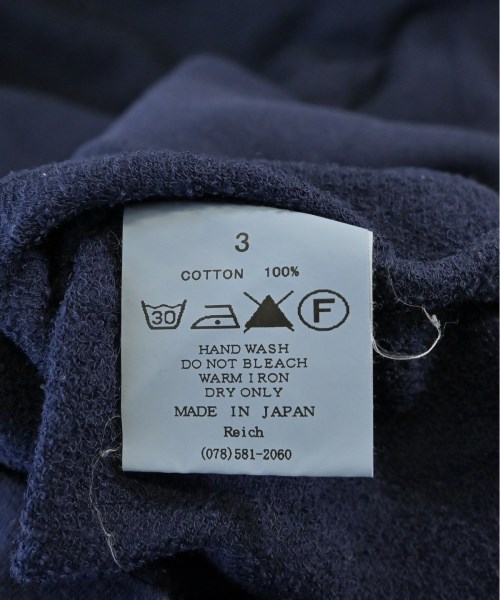 3
COTTON 100%
30 F
HAND WASH
DO NOT BLEACH
WARM IRON
DRY ONLY
MADE IN JAPAN
Reich
(078)581-2060